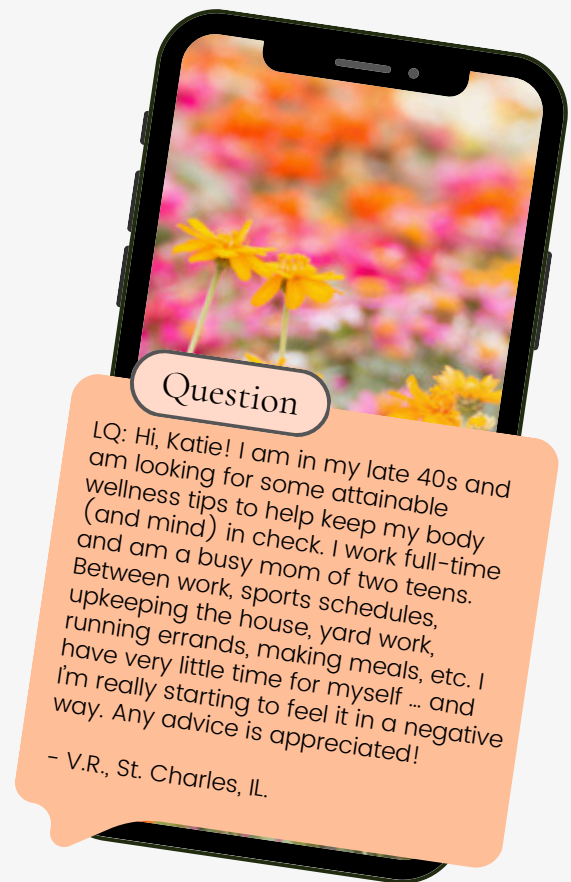 Question
LQ: Hi, Katie! I am in my late 40s and
am looking for some attainable
wellness tips to help keep my body
(and mind) in check. I work full-time
and am a busy mom of two teens.
Between work, sports schedules,
upkeeping the house, yard work,
running errands, making meals, etc. I
have very little time for myself ... and
I'm really starting to feel it in a negative
way. Any advice is appreciated!
- V.R., St. Charles, IL.